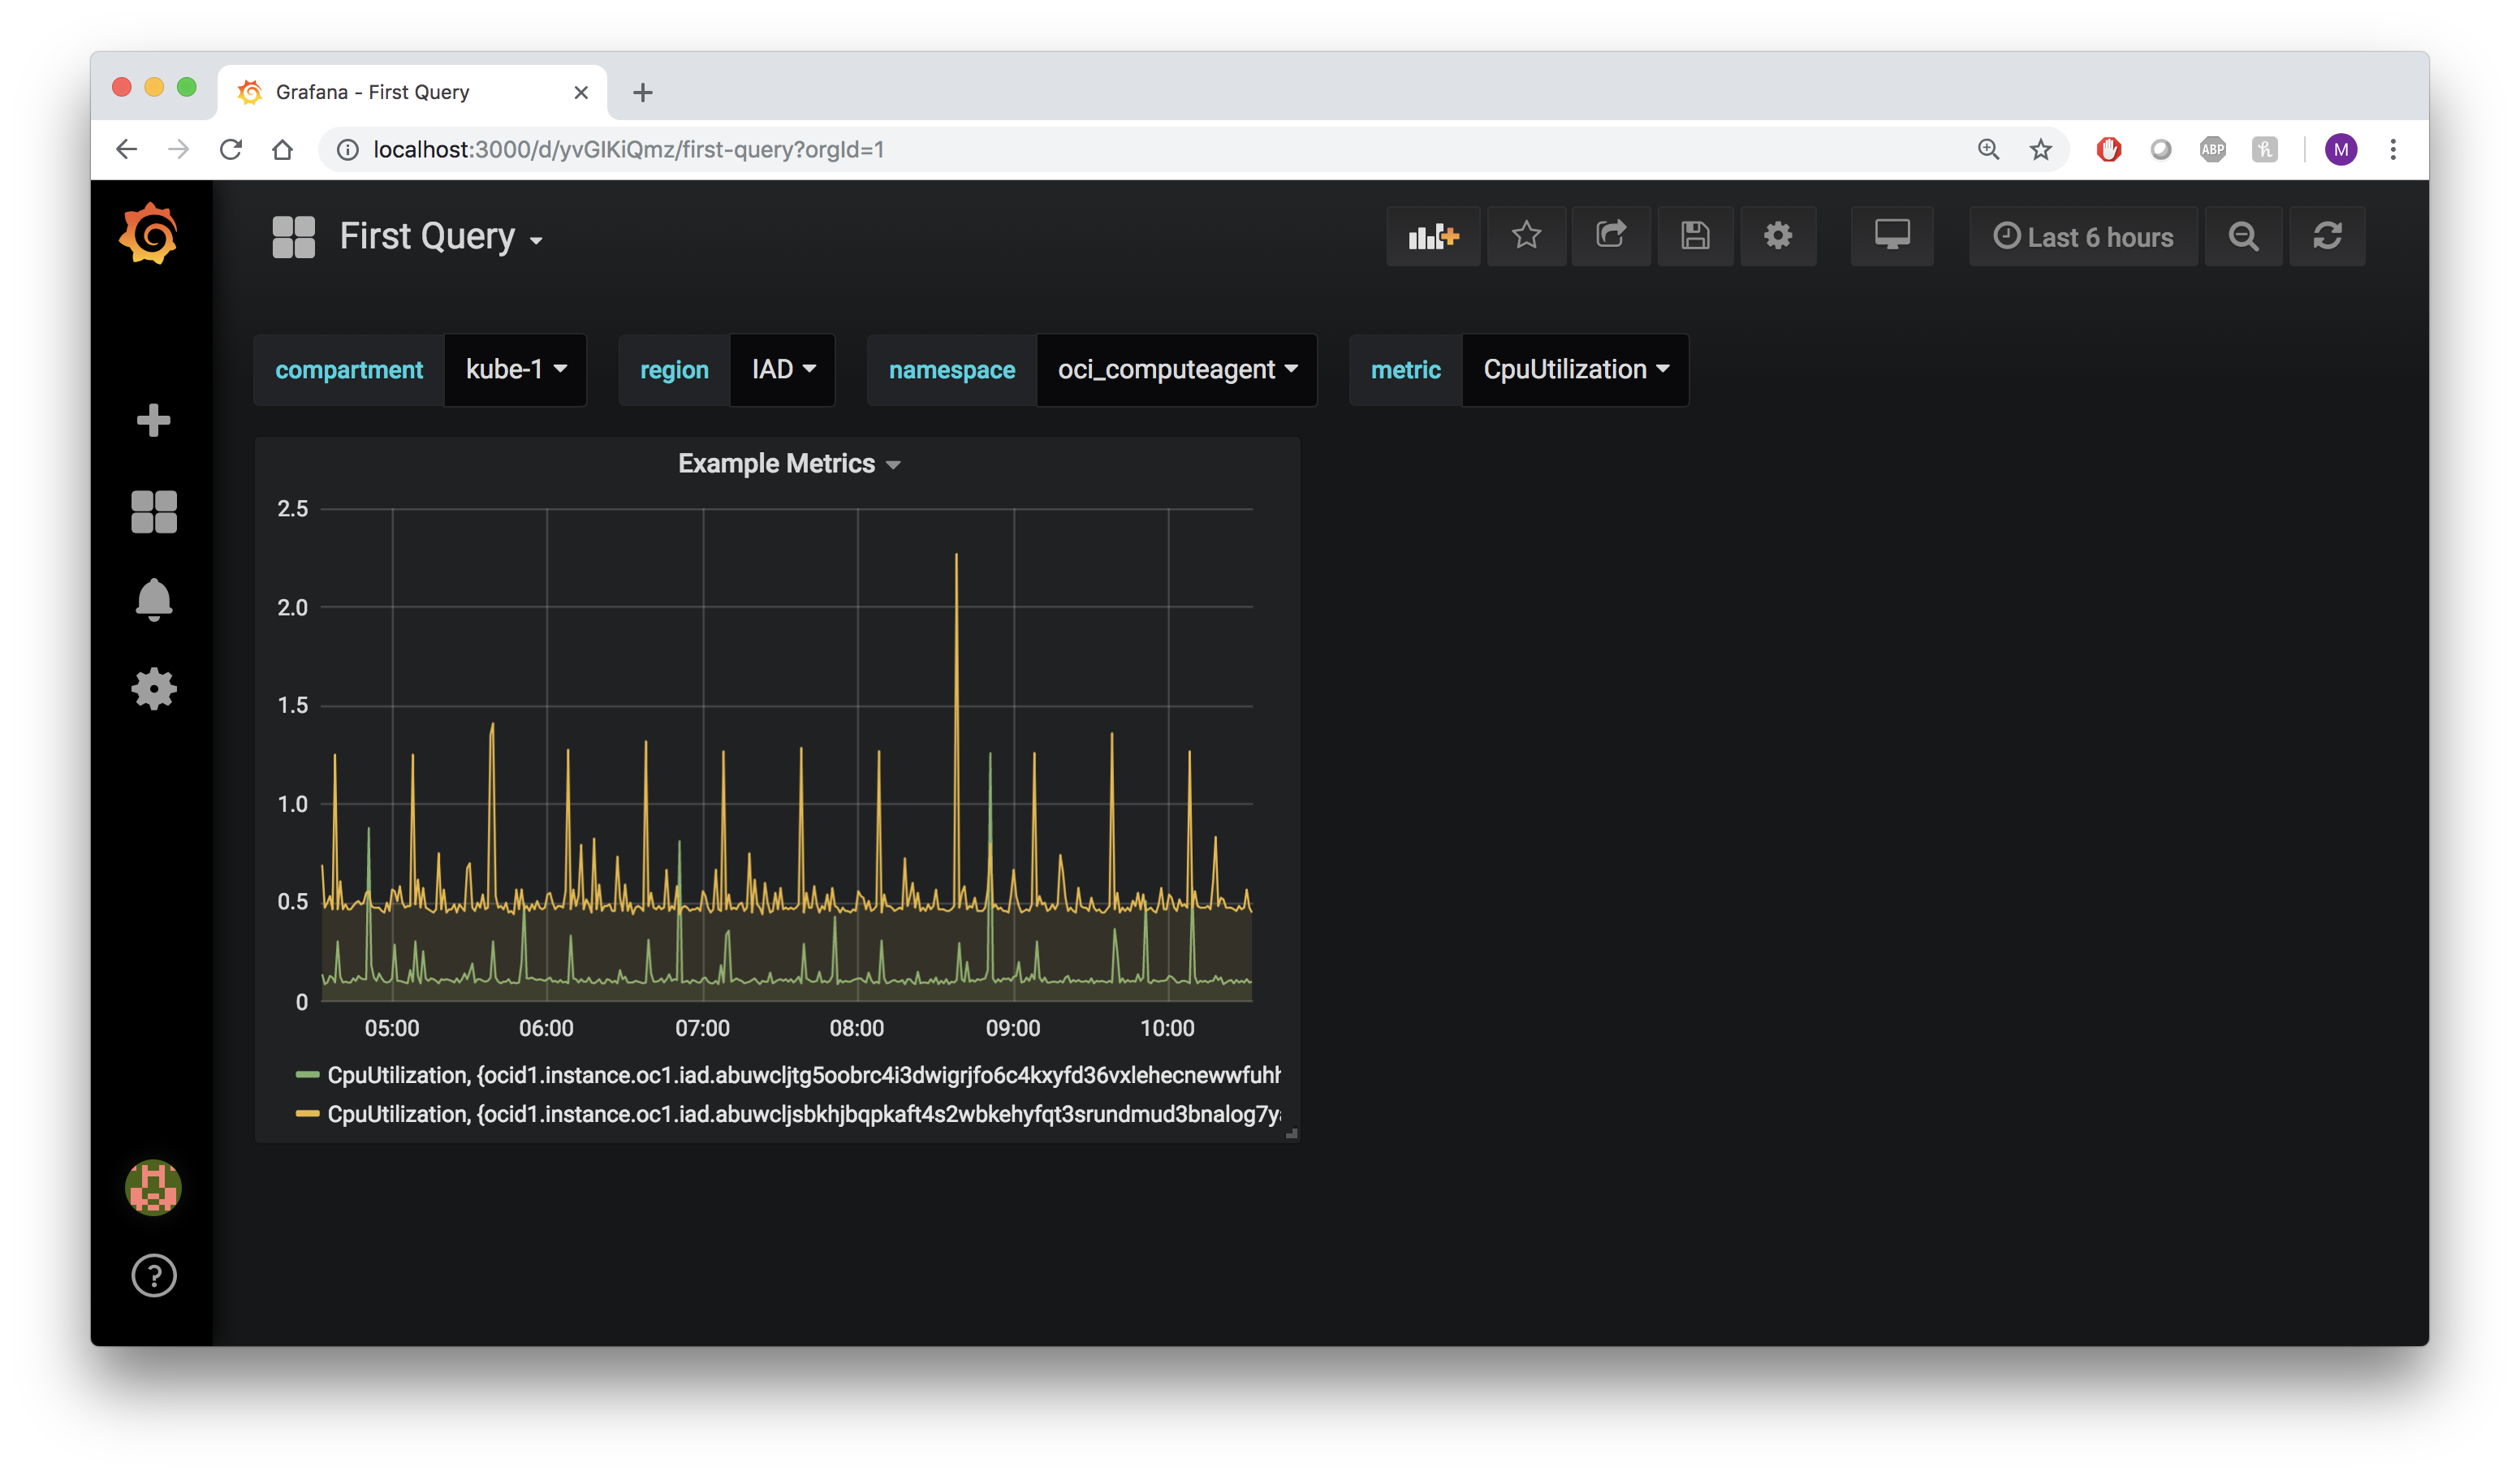 Grafana - First Query
localhost:3000/d/yvGIKiQmz/first-query?orgId=1
ABP
h
M
First Query
Last 6 hours
compartment kube-1 region IAD namespace oci_computeagent metric CpuUtilization
Example Metrics
2.5
2.0
1.5
1.0
0.5
0
05:00 06:00 07:00 08:00 09:00 10:00
CpuUtilization, {ocid1.instance.oc1.iad.abuwcljtg5oobrc4i3dwigrjfo6c4kxyfd36vxlehecnewwfuhh
CpuUtilization, {ocid1.instance.oc1.iad.abuwcljsbkhjbqpkaft4s2wbkehyfqt3srundmud3bnalog7y
?